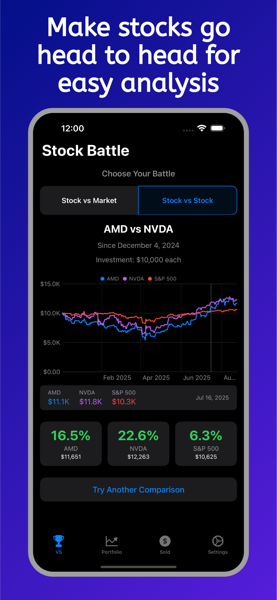 Make stocks go
head to head for
easy analysis
12:00
Stock Battle
Choose Your Battle
Stock vs Market
Stock vs Stock
AMD vs NVDA
Since December 4, 2024
Investment: $10,000 each
AMD NVDA S&P 500
$15.0K
$10.0K
$5.0K
$0.00
Feb 2025 Apr 2025 Jun 2025 Au...
AMD NVDA S&P 500
$11.1K $11.8K $10.3K
Jul 16, 2025
16.5% 22.6% 6.3%
AMD NVDA S&P 500
$11,651 $12,263 $10,625
Try Another Comparison
VS Portfolio Sold Settings